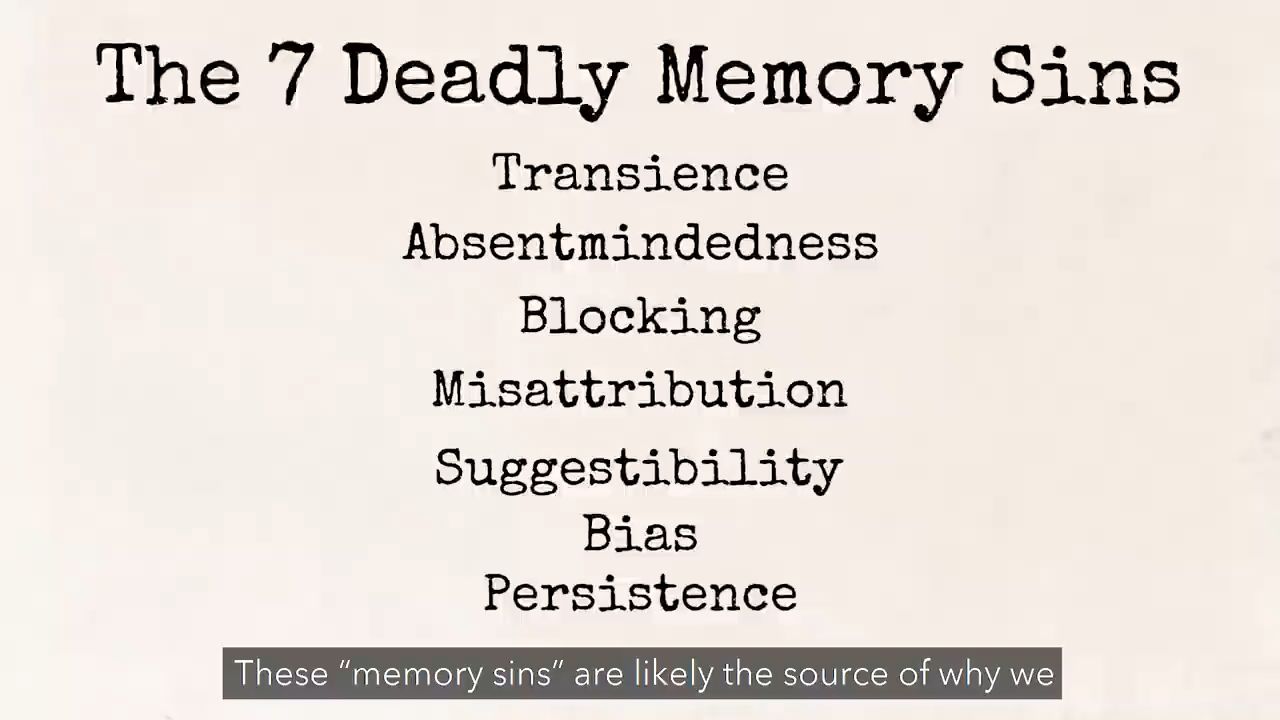 The 7 Deadly Memory Sins
Transience
Absentmindedness
Blocking
Misattribution
Suggestibility
Bias
Persistence
These “memory sins” are likely the source of why we